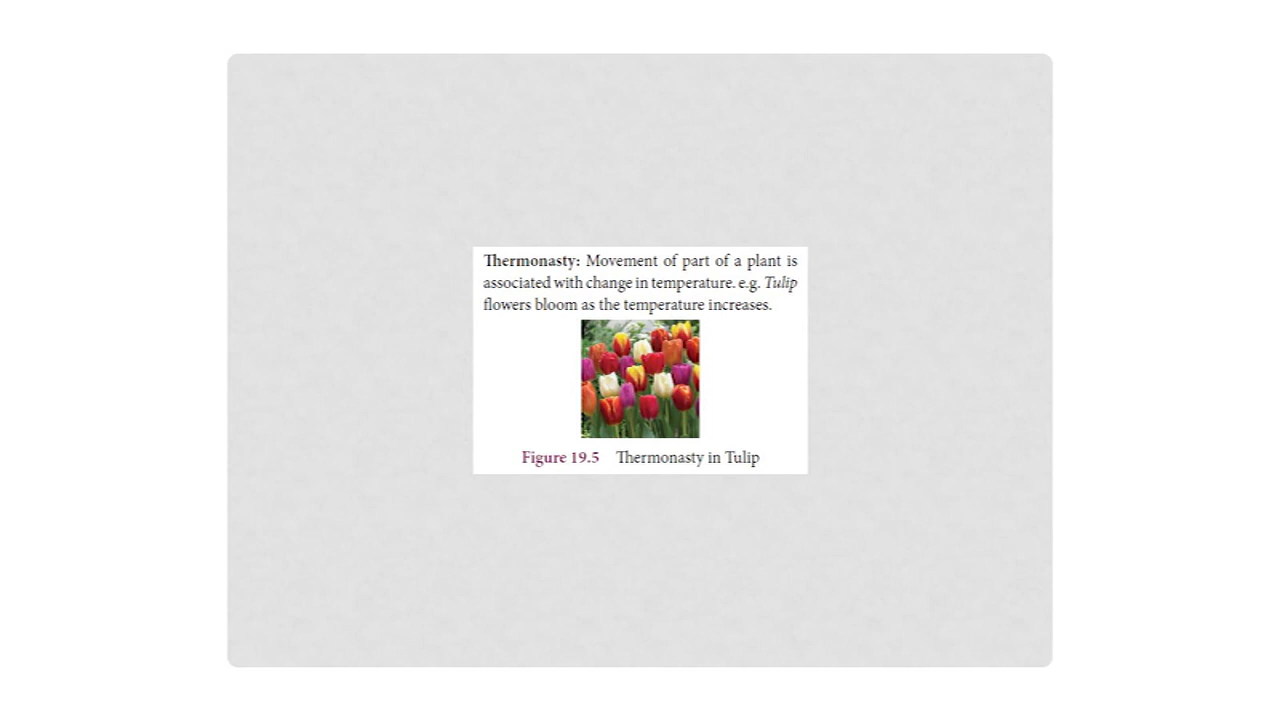 Thermonasty: Movement of part of a plant is
associated with change in temperature. e.g. Tulip
flowers bloom as the temperature increases.
Figure 19.5 Thermonasty in Tulip